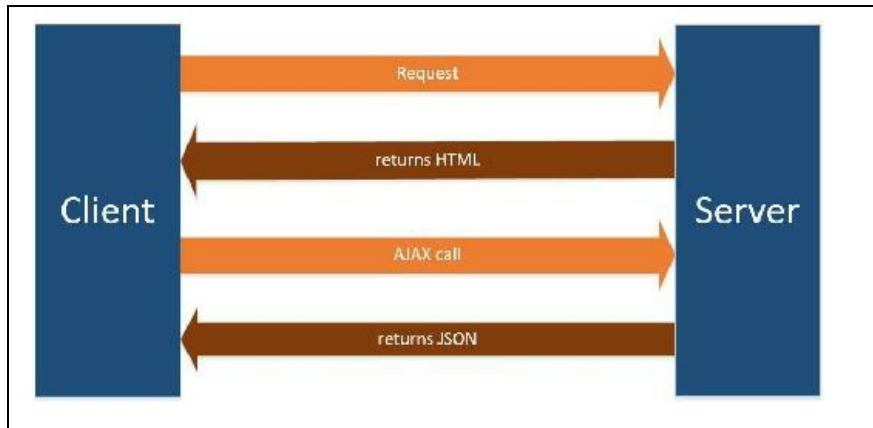 Request
returns HTML
Client
Server
AJAX call
returns JSON